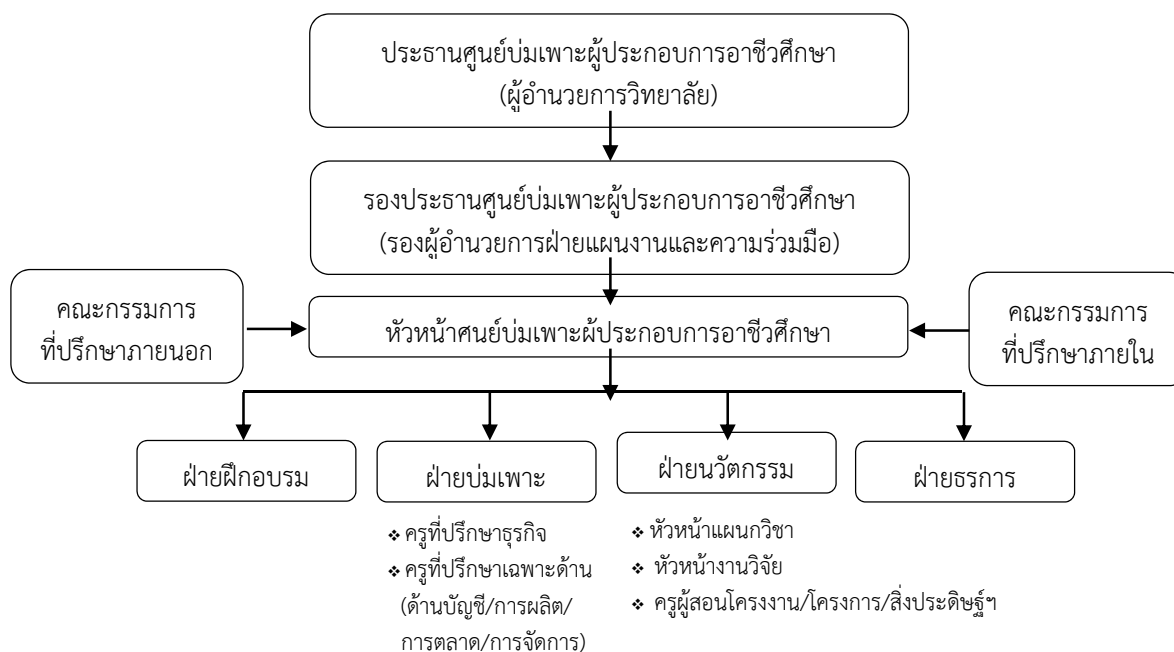 ประธานศูนย์บ่มเพาะผู้ประกอบการอาชีวศึกษา
(ผู้อำนวยการวิทยาลัย)
รองประธานศูนย์บ่มเพาะผู้ประกอบการอาชีวศึกษา
(รองผู้อำนวยการฝ่ายแผนงานและความร่วมมือ)
คณะกรรมการ
ที่ปรึกษาภายนอก
หัวหน้าศนย์บ่มเพาะผ้ประกอบการอาชีวศึกษา
คณะกรรมการ
ที่ปรึกษาภายใน
ฝ่ายฝึกอบรม
ฝ่ายบ่มเพาะ
ฝ่ายนวัตกรรม
ฝ่ายธรการ
❖ ครูที่ปรึกษาธุรกิจ
❖ ครูที่ปรึกษาเฉพาะด้าน
(ด้านบัญชี/การผลิต/
การตลาด/การจัดการ)
❖ หัวหน้าแผนกวิชา
❖ หัวหน้างานวิจัย
❖ ครูผู้สอนโครงงาน/โครงการ/สิ่งประดิษฐ์ฯ